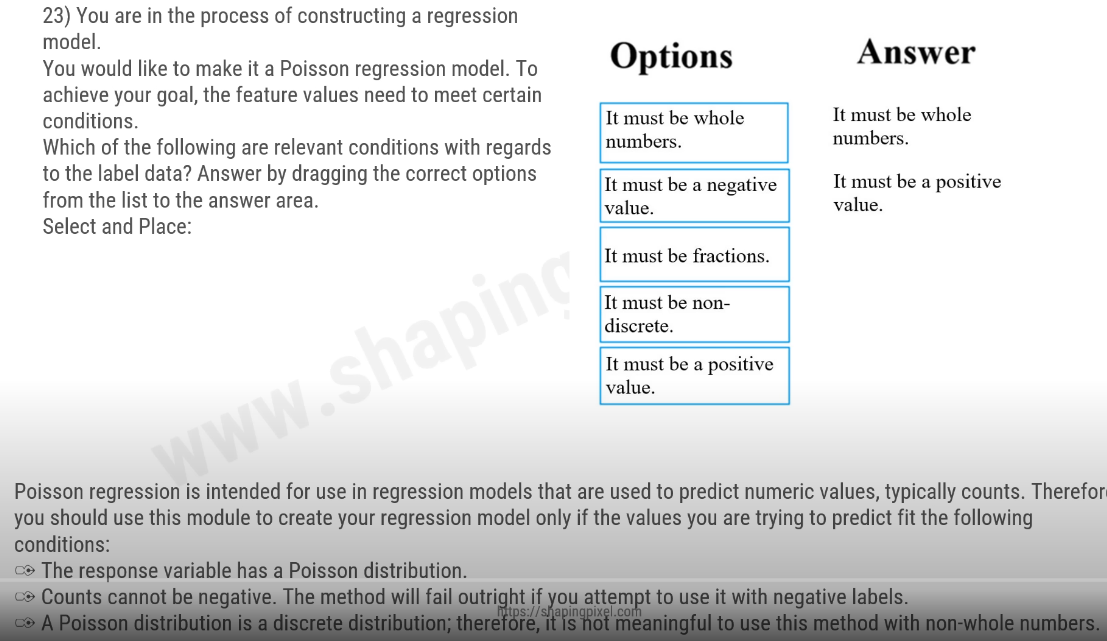 23) You are in the process of constructing a regression
model.
You would like to make it a Poisson regression model. To
achieve your goal, the feature values need to meet certain
conditions.
Which of the following are relevant conditions with regards
to the label data? Answer by dragging the correct options
from the list to the answer area.
Select and Place:
Options
It must be whole
numbers.
It must be a negative
value.
It must be fractions.
It must be non-
discrete.
It must be a positive
value.
Answer
It must be whole
numbers.
It must be a positive
value.
www.shaping
Poisson regression is intended for use in regression models that are used to predict numeric values, typically counts. Therefor
you should use this module to create your regression model only if the values you are trying to predict fit the following
conditions:
The response variable has a Poisson distribution.
Counts cannot be negative. The method will fail outright if you attempt to use it with negative labels.
https://shapingpixel.com
A Poisson distribution is a discrete distribution; therefore, it is not meaningful to use this method with non-whole numbers.